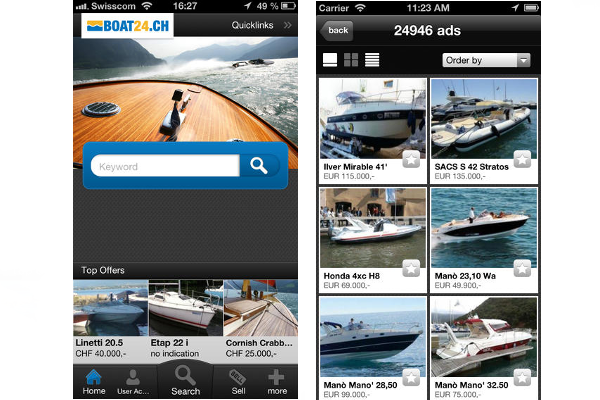 Swisscom 16:27 49 %
BOAT24.CH Quicklinks »
Keyword
Top Offers
Linetti 20.5
CHF 40.000,-
Etap 22 i
no indication
Cornish Crabb...
CHF 25.000,-
Home User Ac... Search Sell more
Carrier 11:23 AM
back 24946 ads
Order by
Ilver Mirable 41'
EUR 115.000,-
SACS S 42 Stratos
EUR 135.000,-
Honda 4xc H8
EUR 69.000,-
Manò 23,10 Wa
EUR 49.900,-
Manò Mano' 28,50
EUR 99.000,-
Manò Mano' 32.50
EUR 75.000,-